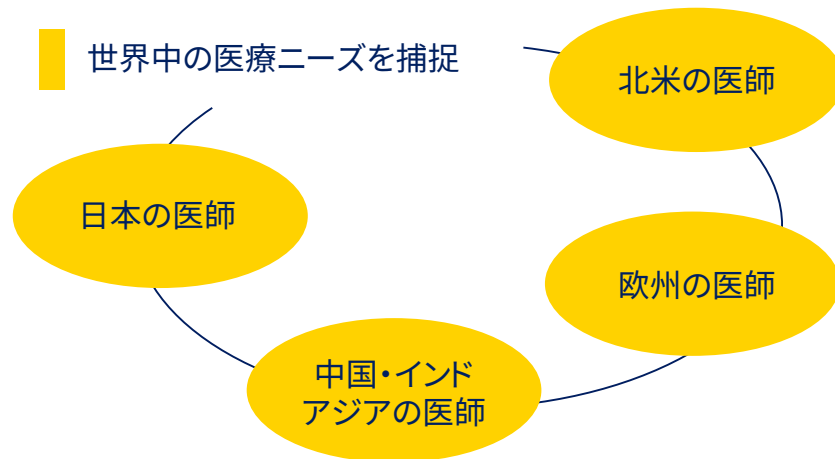 世界中の医療ニーズを捕捉
北米の医師
日本の医師
欧州の医師
中国・インド
アジアの医師